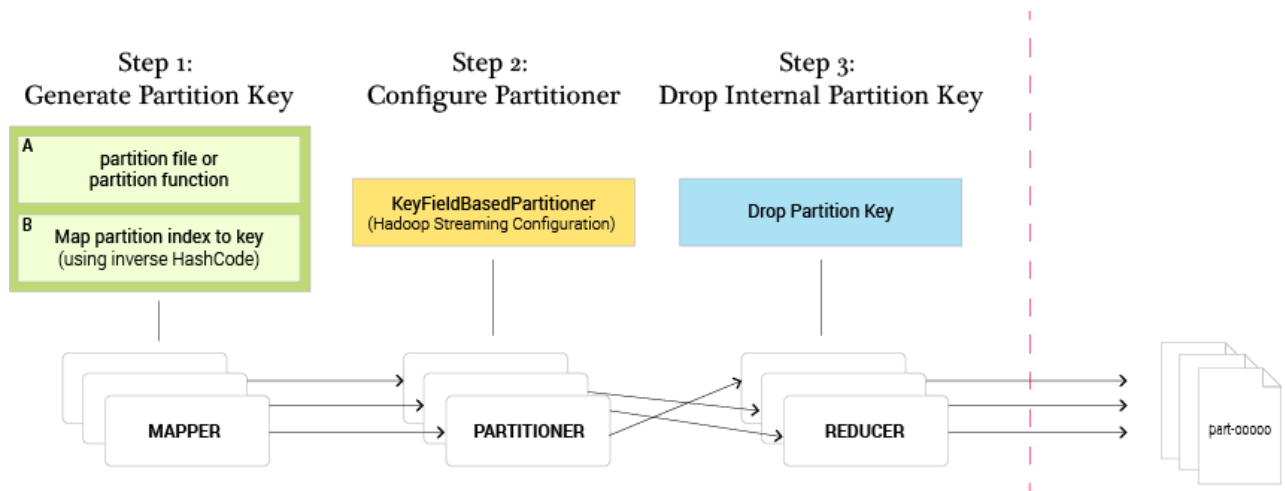 Step 1:
Generate Partition Key
Step 2:
Configure Partitioner
Step 3:
Drop Internal Partition Key
A
partition file or
partition function
B
Map partition index to key
(using inverse HashCode)
KeyFieldBasedPartitioner
(Hadoop Streaming Configuration)
Drop Partition Key
MAPPER
PARTITIONER
REDUCER
part-00000